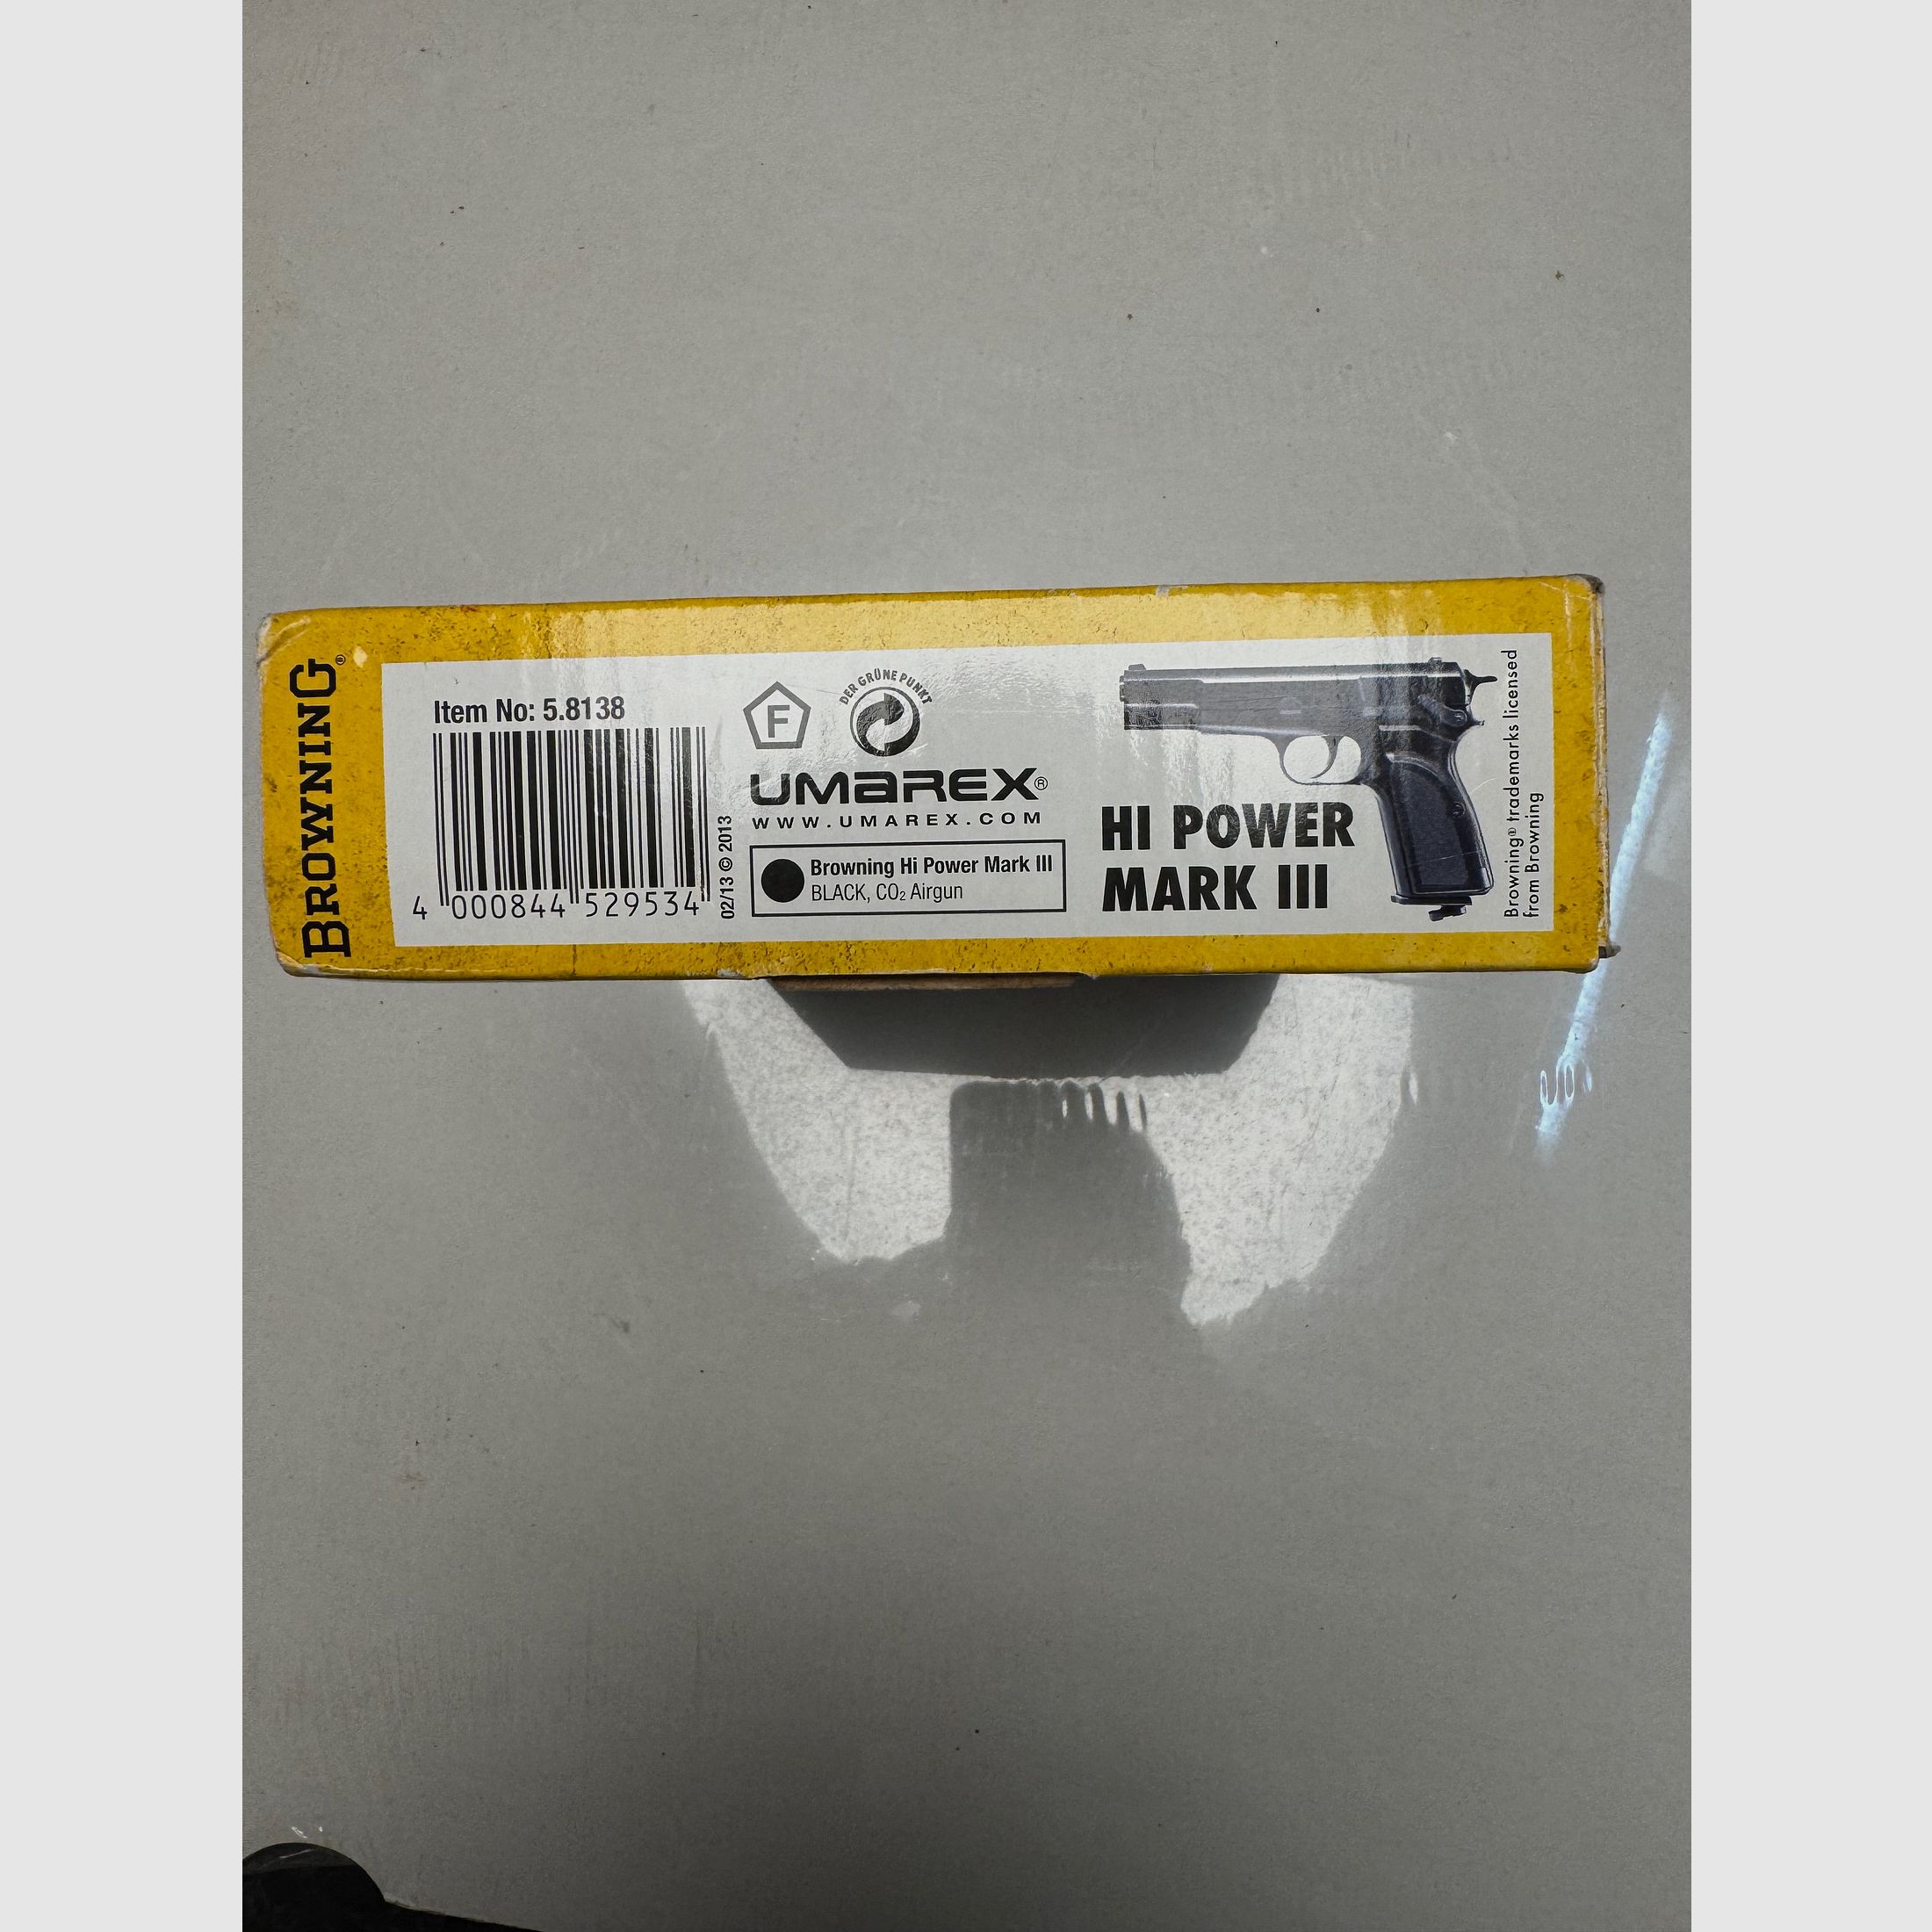 BROWNING®
Item No: 5.8138
4 000844 529534
02/13 © 2013
F
DER GRÜNE PUNKT
UMAREX®
WWW.UMAREX.COM
Browning Hi Power Mark III
BLACK, CO₂ Airgun
HI POWER
MARK III
Browning® trademarks licensed
from Browning